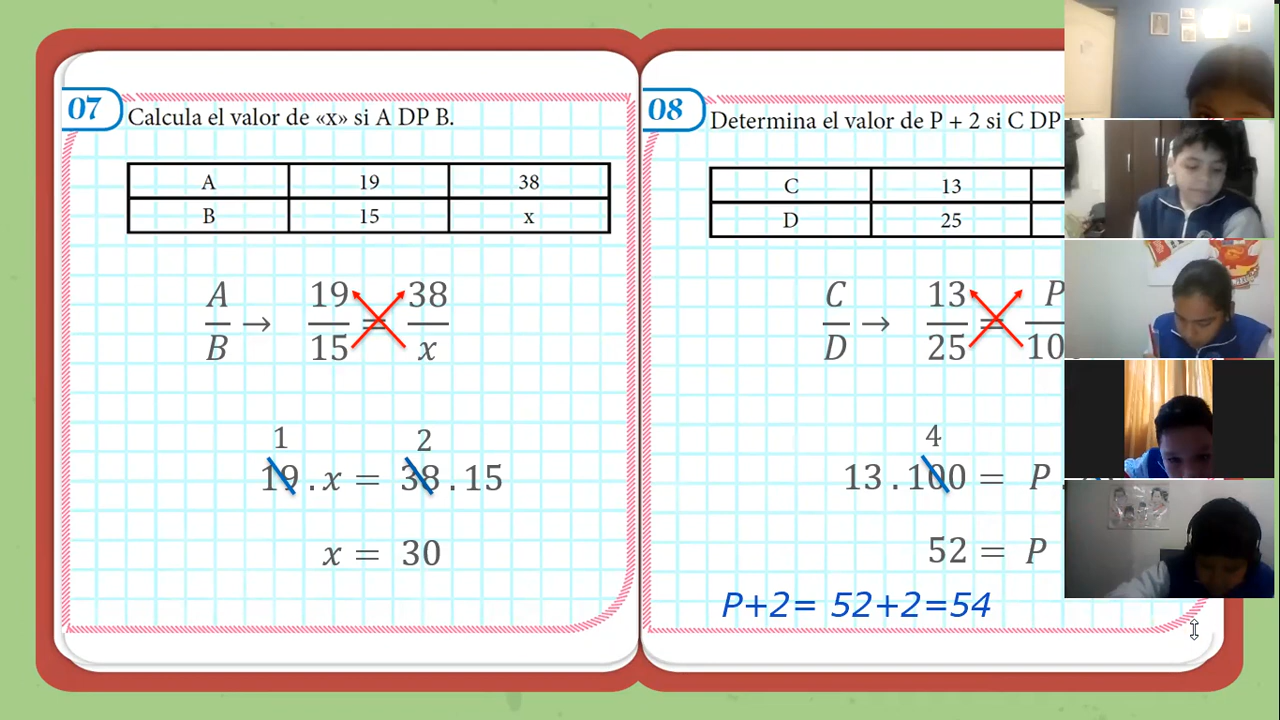 07
Calcula el valor de «x» si A DP B.
A 19 38
B 15 x
A/B → 19/15 = 38/x
1 2
19 . x = 38 . 15
x = 30
08
Determina el valor de P + 2 si C DP
C 13
D 25
C/D → 13/25 = P/10
4
13 . 100 = P .
52 = P
P+2= 52+2=54